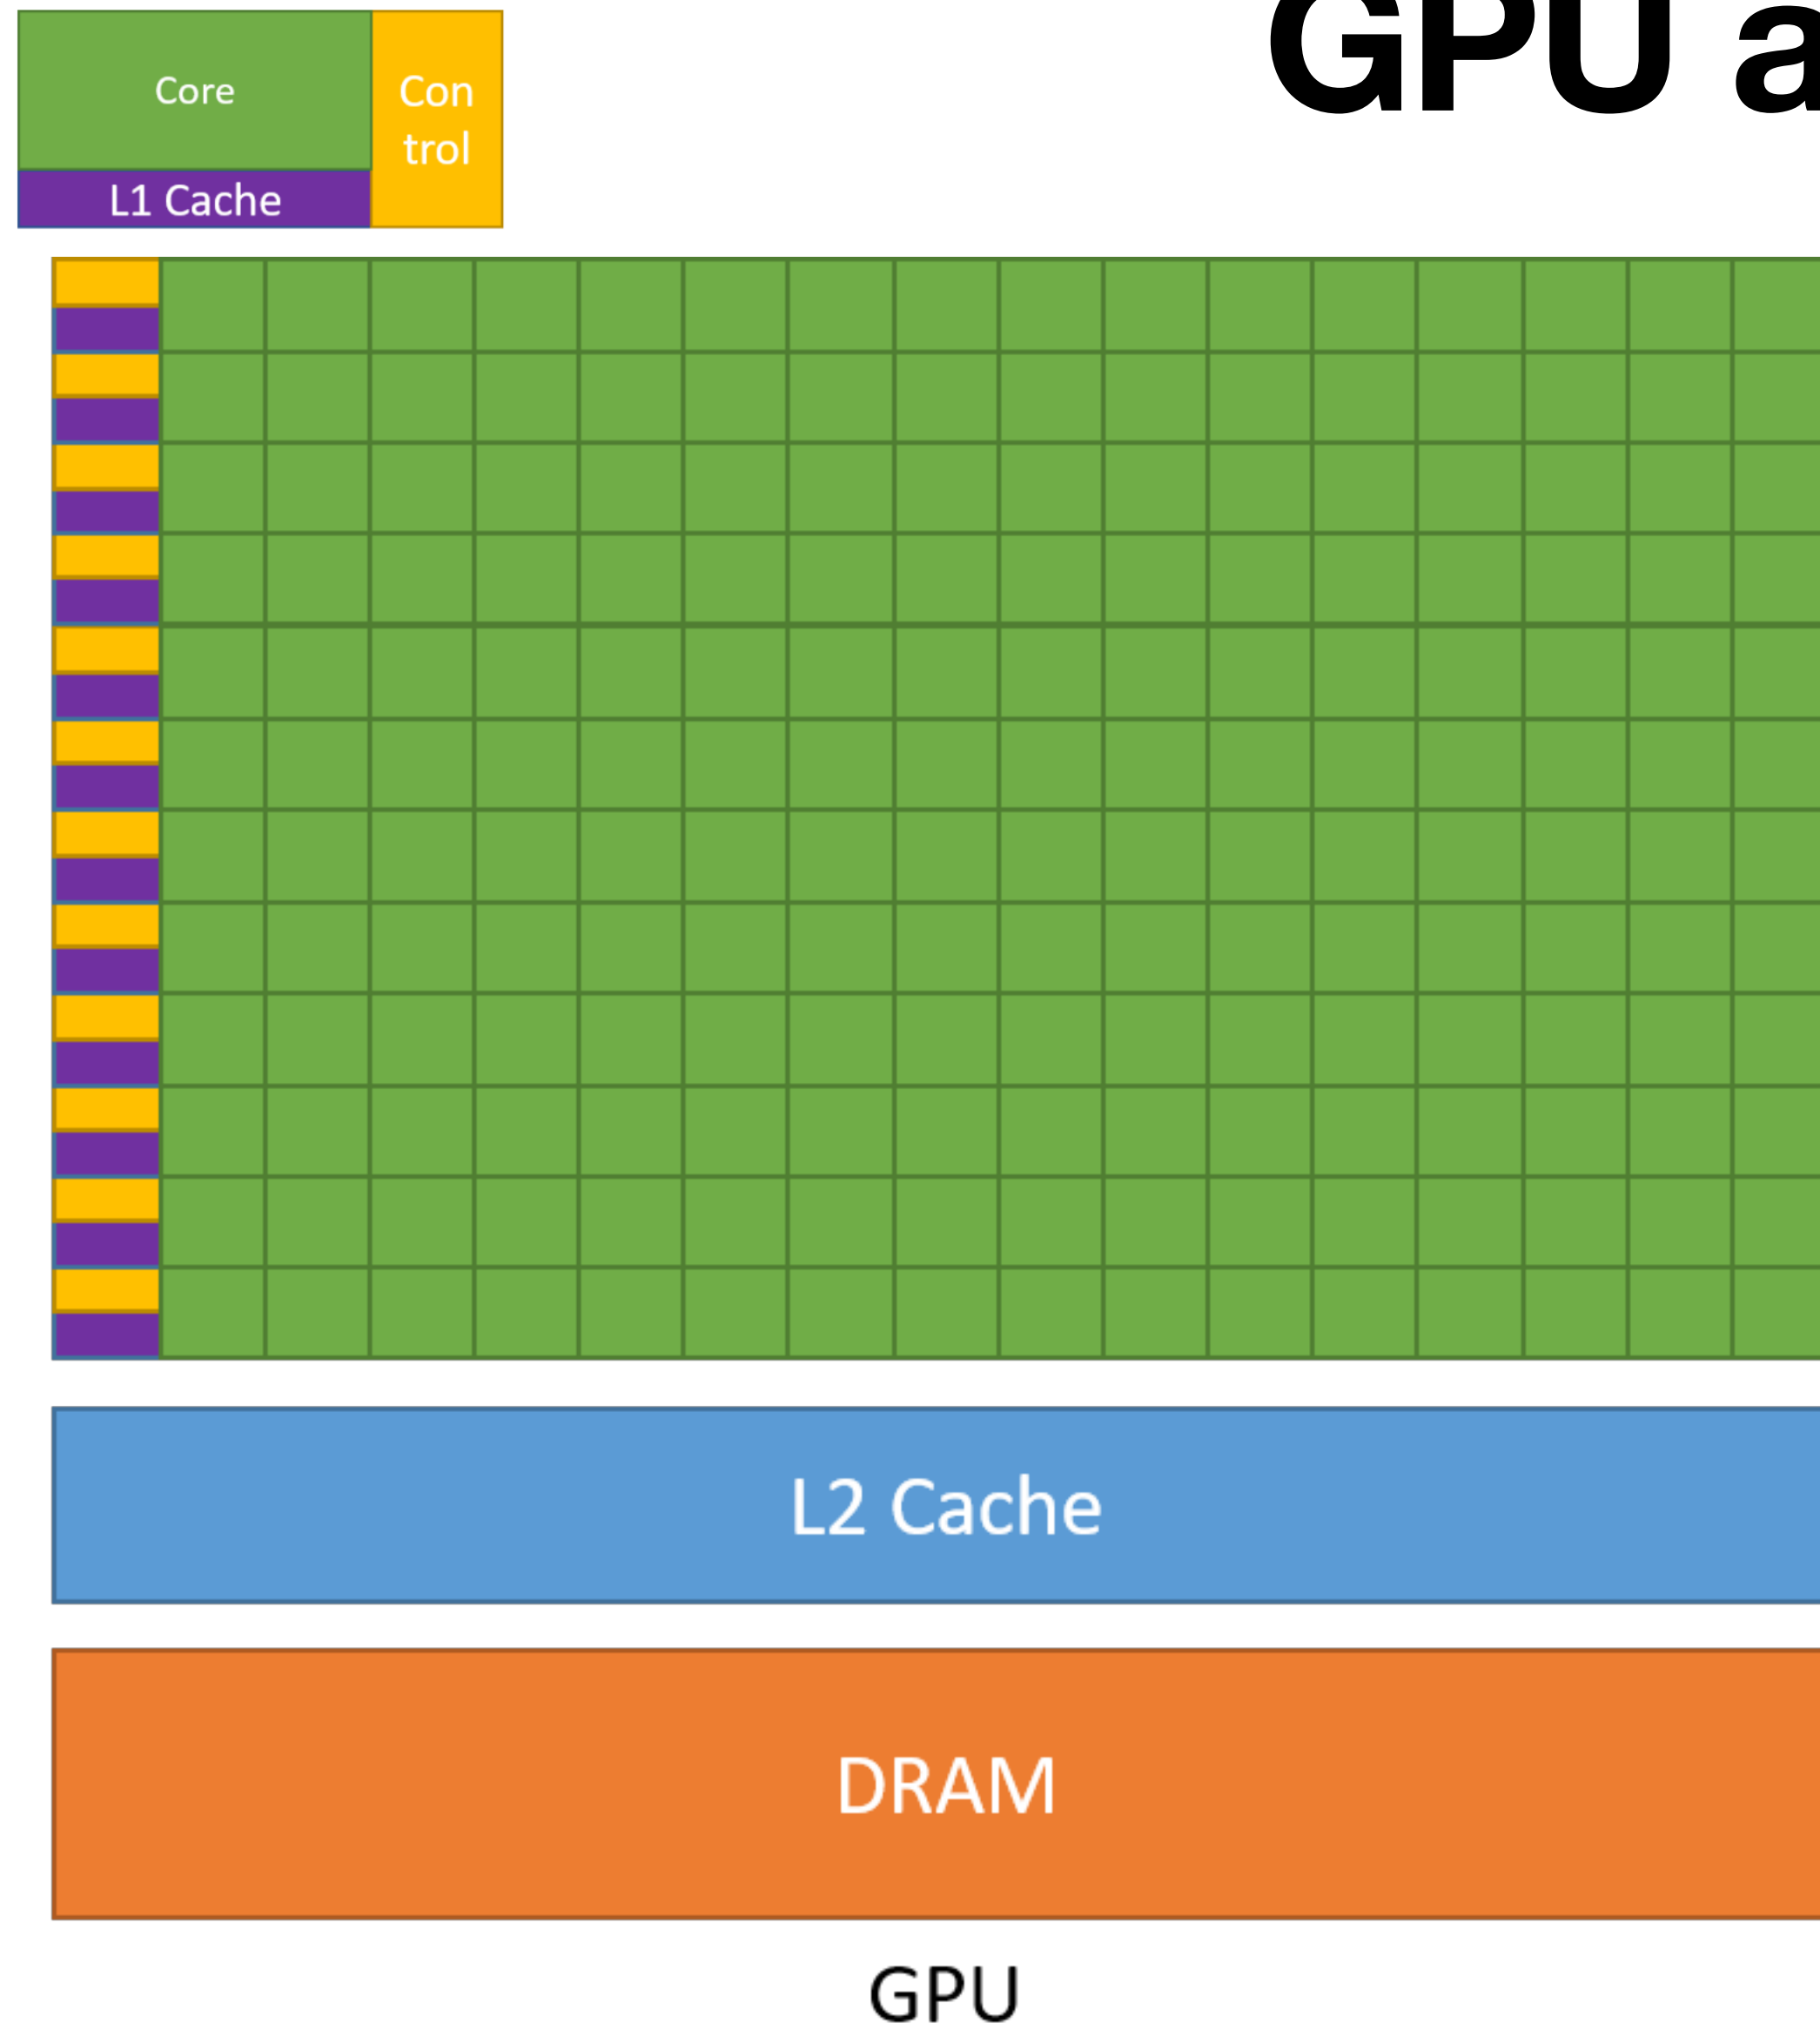 GPU a
Core
Con
trol
L1 Cache
L2 Cache
DRAM
GPU